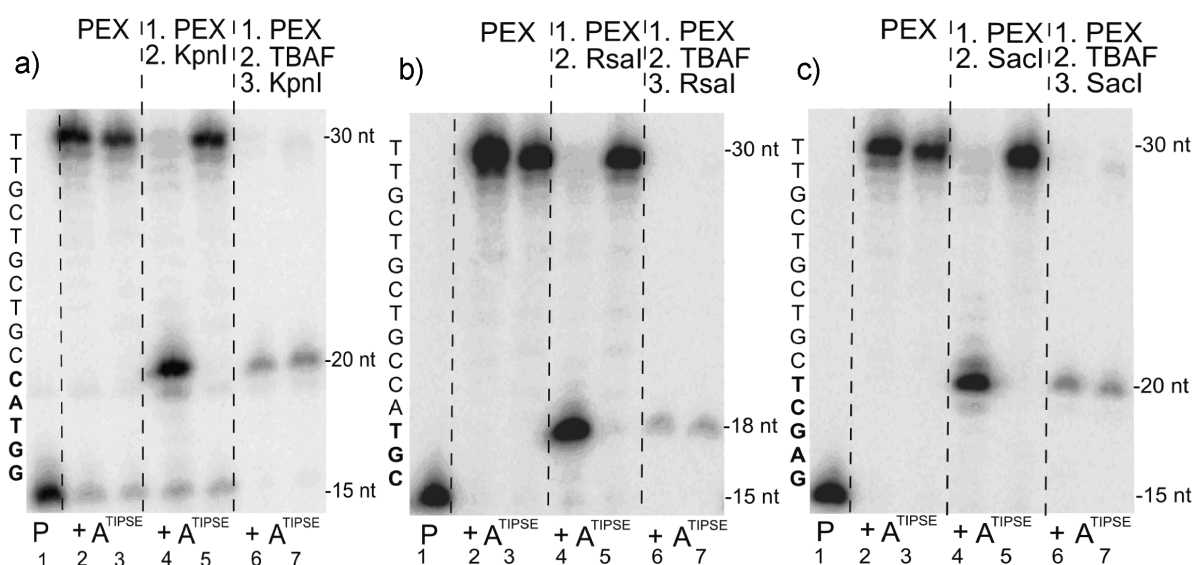 a)
PEX
1. PEX
2. KpnI
1. PEX
2. TBAF
3. KpnI
T
T
G
C
T
G
C
T
G
C
C
A
T
G
G
-30 nt
-20 nt
-15 nt
P + A^TIPSE + A^TIPSE + A^TIPSE
1 2 3 4 5 6 7
b)
PEX
1. PEX
2. RsaI
1. PEX
2. TBAF
3. RsaI
T
T
G
C
T
G
C
T
G
C
C
A
T
G
C
-30 nt
-18 nt
-15 nt
P + A^TIPSE + A^TIPSE + A^TIPSE
1 2 3 4 5 6 7
c)
PEX
1. PEX
2. SacI
1. PEX
2. TBAF
3. SacI
T
T
G
C
T
G
C
T
G
C
T
C
G
A
G
-30 nt
-20 nt
-15 nt
P + A^TIPSE + A^TIPSE + A^TIPSE
1 2 3 4 5 6 7